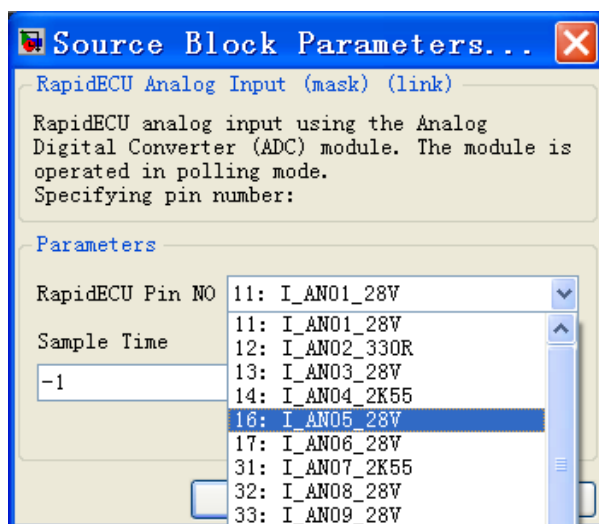 Source Block Parameters...
RapidECU Analog Input (mask) (link)
RapidECU analog input using the Analog
Digital Converter (ADC) module. The module is
operated in polling mode.
Specifying pin number:
Parameters
RapidECU Pin NO 11: I_AN01_28V
Sample Time
-1
11: I_AN01_28V
12: I_AN02_330R
13: I_AN03_28V
14: I_AN04_2K55
16: I_AN05_28V
17: I_AN06_28V
31: I_AN07_2K55
32: I_AN08_28V
33: I_AN09_28V